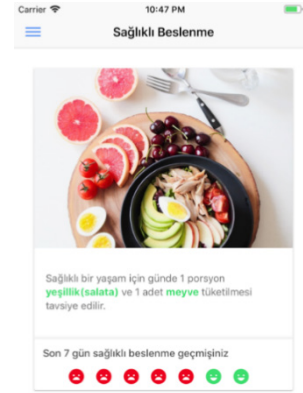 Carrier 10:47 PM
Sağlıklı Beslenme
Sağlıklı bir yaşam için günde 1 porsiyon
yeşillik(salata) ve 1 adet meyve tüketilmesi
tavsiye edilir.
Son 7 gün sağlıklı beslenme geçmişiniz